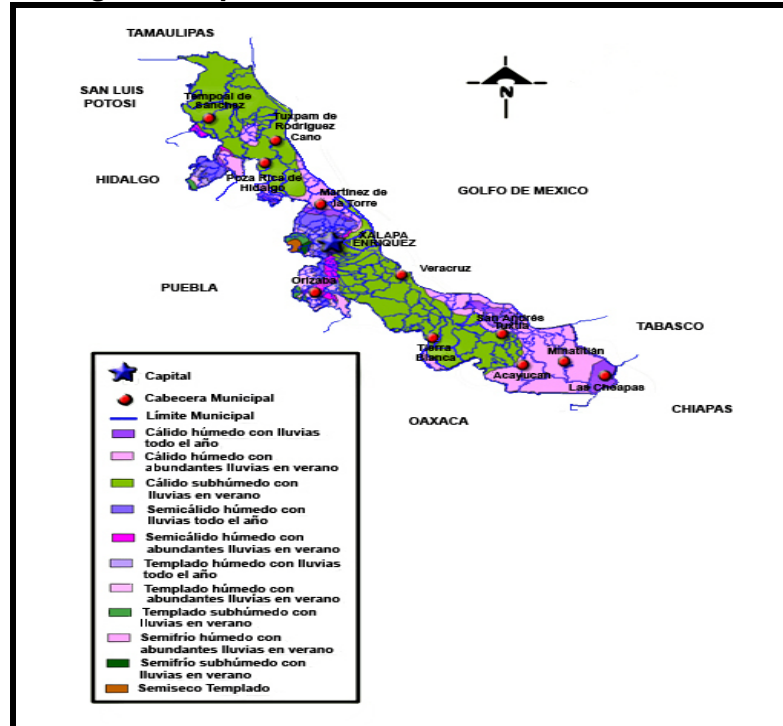 TAMAULIPAS
SAN LUIS
POTOSI
Tempoal de
Sánchez
Tuxpam de
Rodríguez
Cano
HIDALGO
Poza Rica de
Hidalgo
Martínez de
la Torre
GOLFO DE MEXICO
N
XALAPA
ENRIQUEZ
PUEBLA
Orizaba
Veracruz
San Andrés
Tuxtla
TABASCO
Tierra
Blanca
Minatitlán
Acayucan
Las Choapas
OAXACA
CHIAPAS
Capital
Cabecera Municipal
Límite Municipal
Cálido húmedo con lluvias
todo el año
Cálido húmedo con
abundantes lluvias en verano
Cálido subhúmedo con
lluvias en verano
Semicálido húmedo con
lluvias todo el año
Semicálido húmedo con
abundantes lluvias en verano
Templado húmedo con lluvias
todo el año
Templado húmedo con
abundantes lluvias en verano
Templado subhúmedo con
lluvias en verano
Semifrío húmedo con
abundantes lluvias en verano
Semifrío subhúmedo con
lluvias en verano
Semiseco Templado